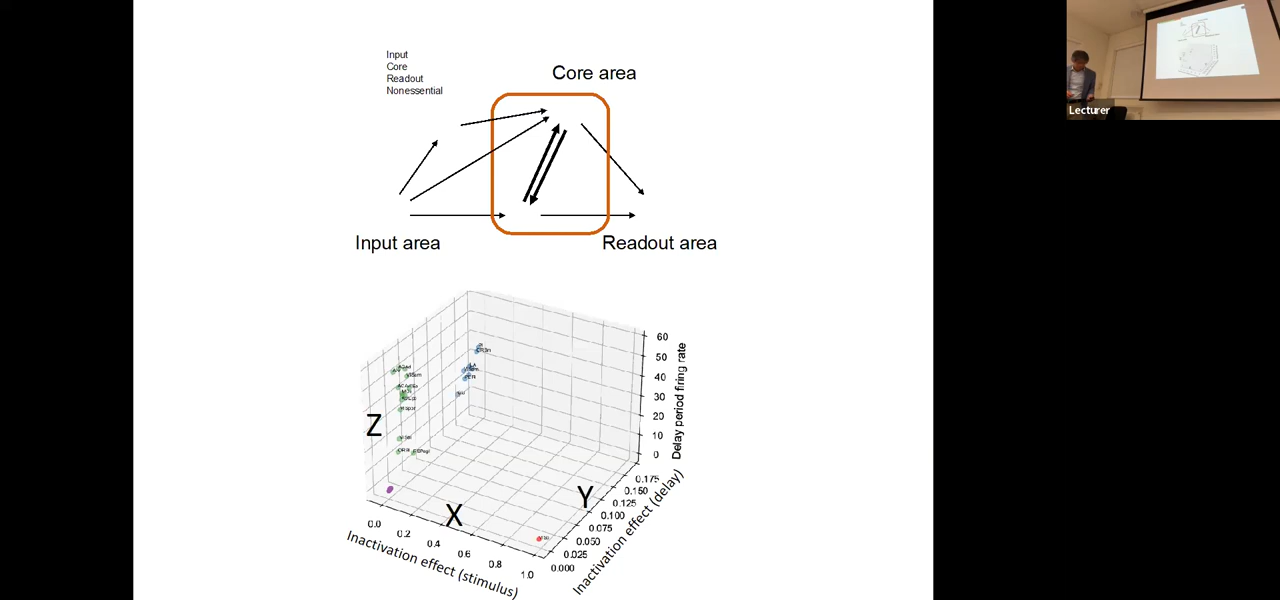 Input
Core
Readout
Nonessential
Core area
Input area
Readout area
Lecturer
60
50
40
30
20
10
0
Delay period firing rate
Z
X
Y
0.175
0.150
0.125
0.100
0.075
0.050
0.025
0.000
Inactivation effect (delay)
0.0
0.2
0.4
0.6
0.8
1.0
Inactivation effect (stimulus)